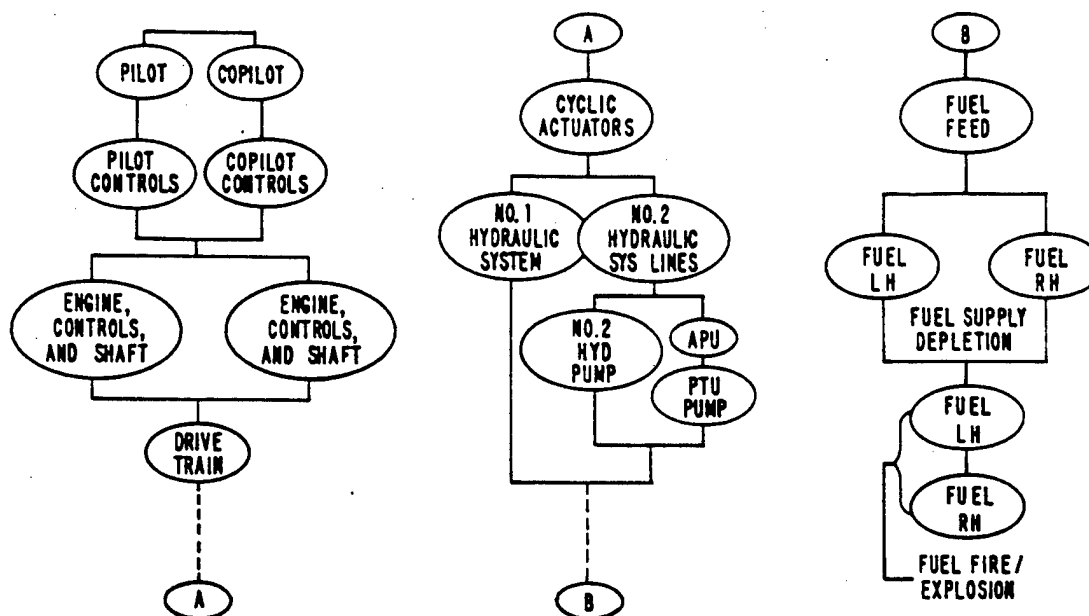 PILOT
COPILOT
PILOT
CONTROLS
COPILOT
CONTROLS
ENGINE,
CONTROLS,
AND SHAFT
ENGINE,
CONTROLS,
AND SHAFT
DRIVE
TRAIN
A
A
CYCLIC
ACTUATORS
NO. 1
HYDRAULIC
SYSTEM
NO. 2
HYDRAULIC
SYS LINES
NO. 2
HYD
PUMP
APU
PTU
PUMP
B
B
FUEL
FEED
FUEL
LH
FUEL
RH
FUEL SUPPLY
DEPLETION
FUEL
LH
FUEL
RH
FUEL FIRE/
EXPLOSION